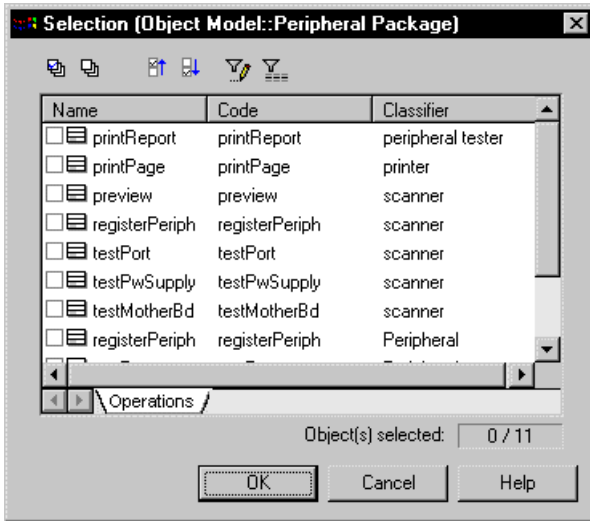 Selection (Object Model::Peripheral Package)
Name Code Classifier
printReport printReport peripheral tester
printPage printPage printer
preview preview scanner
registerPeriph registerPeriph scanner
testPort testPort scanner
testPwSupply testPwSupply scanner
testMotherBd testMotherBd scanner
registerPeriph registerPeriph Peripheral
Operations
Object(s) selected: 0 / 11
OK Cancel Help